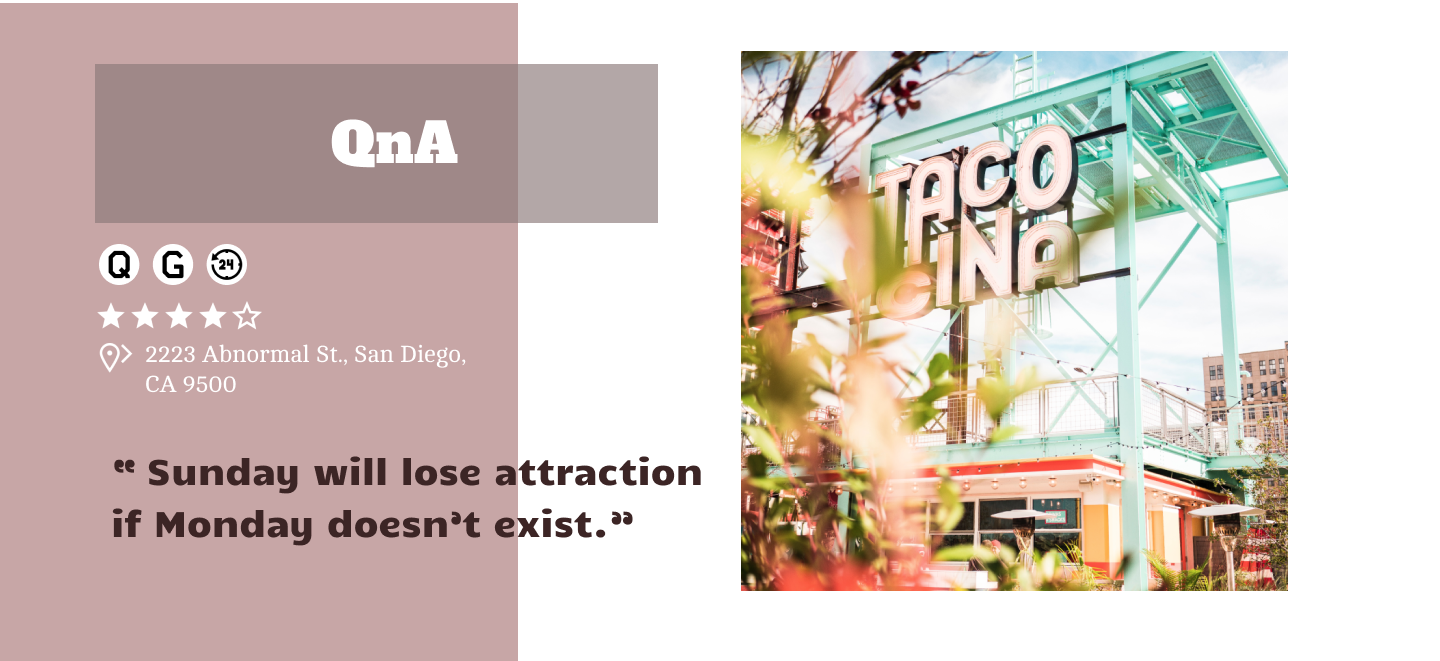 QnA
Q G 24
2223 Abnormal St., San Diego,
CA 9500
“ Sunday will lose attraction
if Monday doesn’t exist.”
TACO
CINA